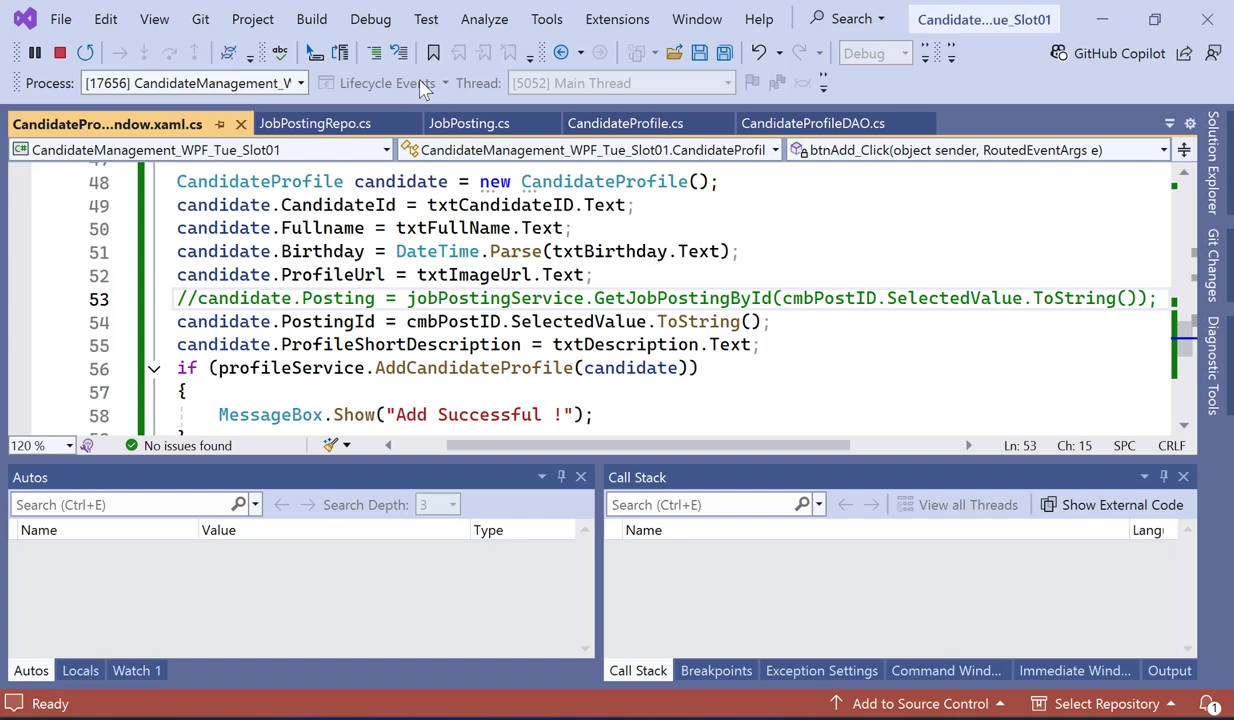 File Edit View Git Project Build Debug Test Analyze Tools Extensions Window Help Search Candidate...ue_Slot01
Debug GitHub Copilot
Process: [17656] CandidateManagement_W Lifecycle Events Thread: [5052] Main Thread
CandidatePro...ndow.xaml.cs JobPostingRepo.cs JobPosting.cs CandidateProfile.cs CandidateProfileDAO.cs
CandidateManagement_WPF_Tue_Slot01 CandidateManagement_WPF_Tue_Slot01.CandidateProfil btnAdd_Click(object sender, RoutedEventArgs e)
48 CandidateProfile candidate = new CandidateProfile();
49 candidate.CandidateId = txtCandidateID.Text;
50 candidate.Fullname = txtFullName.Text;
51 candidate.Birthday = DateTime.Parse(txtBirthday.Text);
52 candidate.ProfileUrl = txtImageUrl.Text;
53 //candidate.Posting = jobPostingService.GetJobPostingById(cmbPostID.SelectedValue.ToString());
54 candidate.PostingId = cmbPostID.SelectedValue.ToString();
55 candidate.ProfileShortDescription = txtDescription.Text;
56 if (profileService.AddCandidateProfile(candidate))
57 {
58 MessageBox.Show("Add Successful !");
120 % No issues found Ln: 53 Ch: 15 SPC CRLF
Autos
Search (Ctrl+E) Search Depth: 3
Name Value Type
Autos Locals Watch 1
Call Stack
Search (Ctrl+E) View all Threads Show External Code
Name Langu
Call Stack Breakpoints Exception Settings Command Wind... Immediate Wind... Output
Solution Explorer
Git Changes
Diagnostic Tools
Ready Add to Source Control Select Repository 1